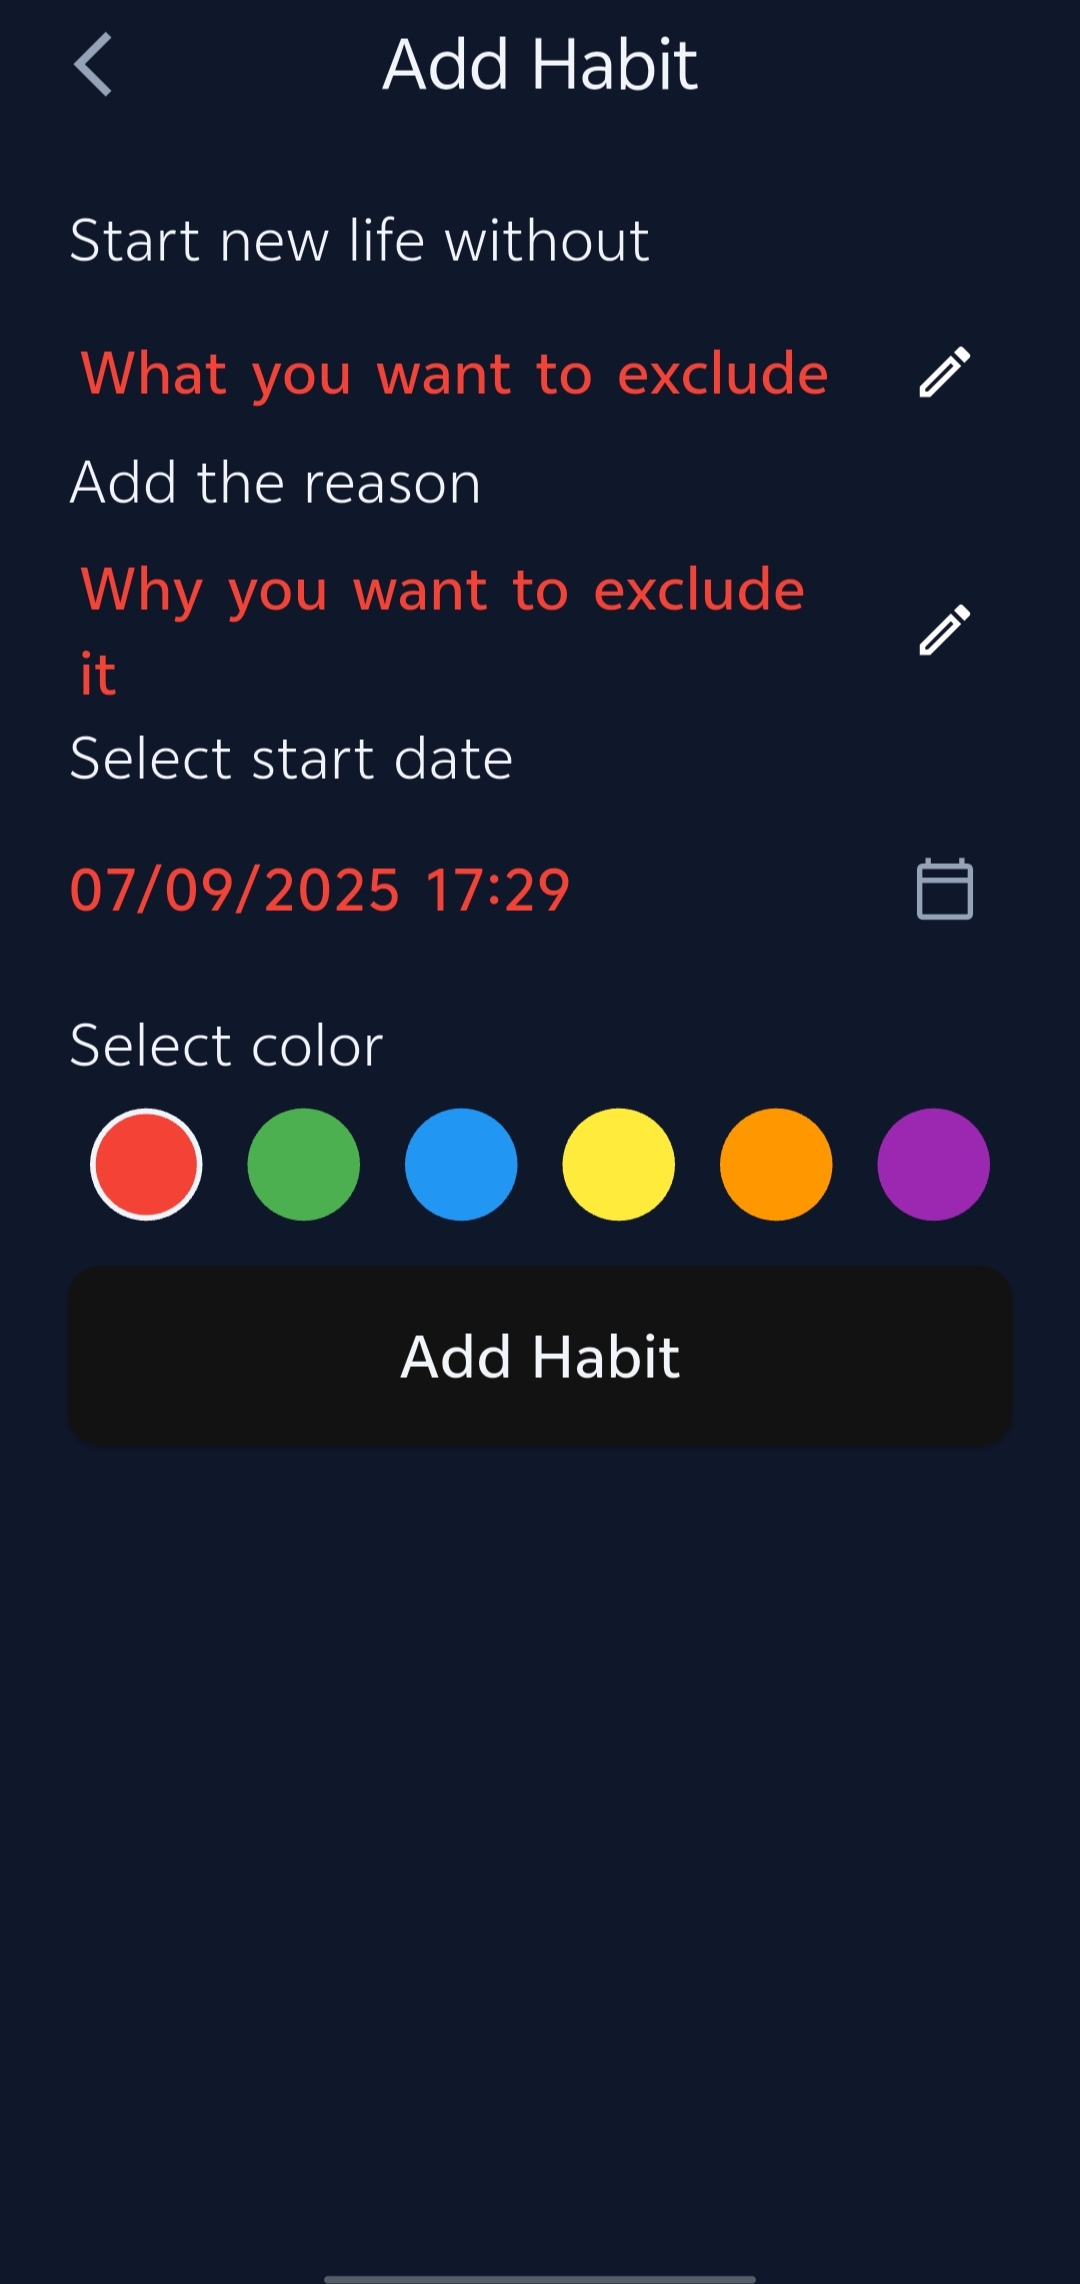 Add Habit
Start new life without
What you want to exclude
Add the reason
Why you want to exclude
it
Select start date
07/09/2025 17:29
Select color
Add Habit